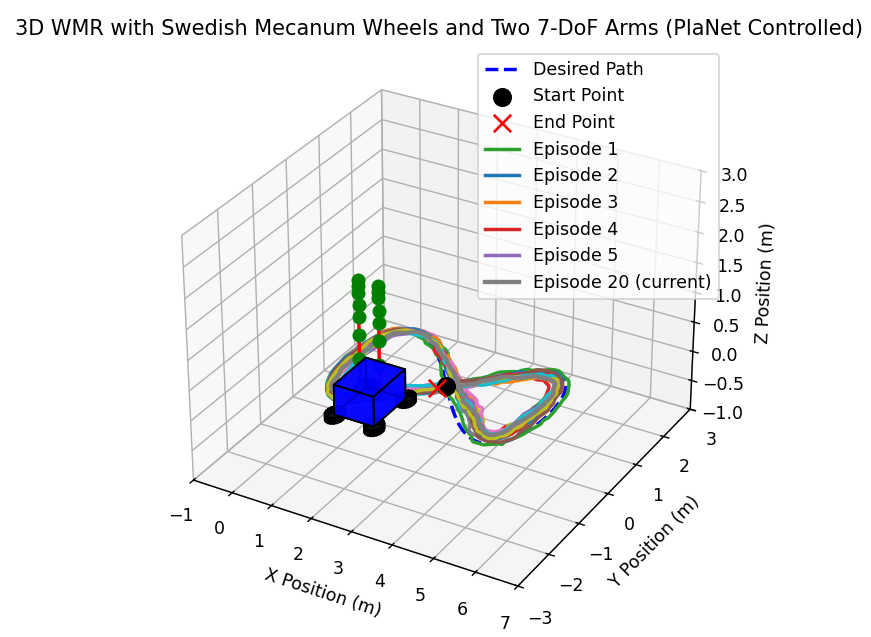 3D WMR with Swedish Mecanum Wheels and Two 7-DoF Arms (PlaNet Controlled)
Desired Path
Start Point
End Point
Episode 1
Episode 2
Episode 3
Episode 4
Episode 5
Episode 20 (current)
3.0
2.5
2.0
1.5
1.0
0.5
0.0
−0.5
−1.0
Z Position (m)
3
2
1
0
−1
−2
−3
Y Position (m)
−1
0
1
2
3
4
5
6
7
X Position (m)